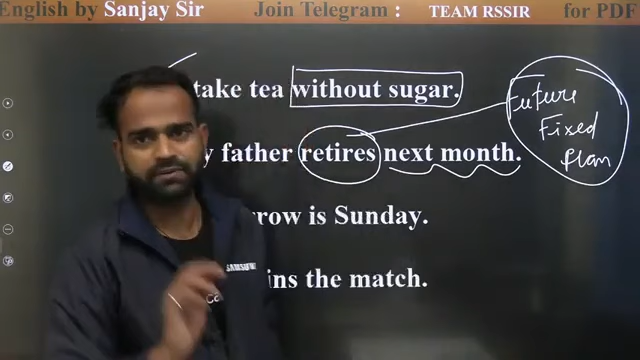 English by Sanjay Sir Join Telegram : TEAM RSSIR for PDF
take tea without sugar.
y father retires next month.
Future
Fixed
Plan
rrow is Sunday.
ins the match.
SAMSUNG